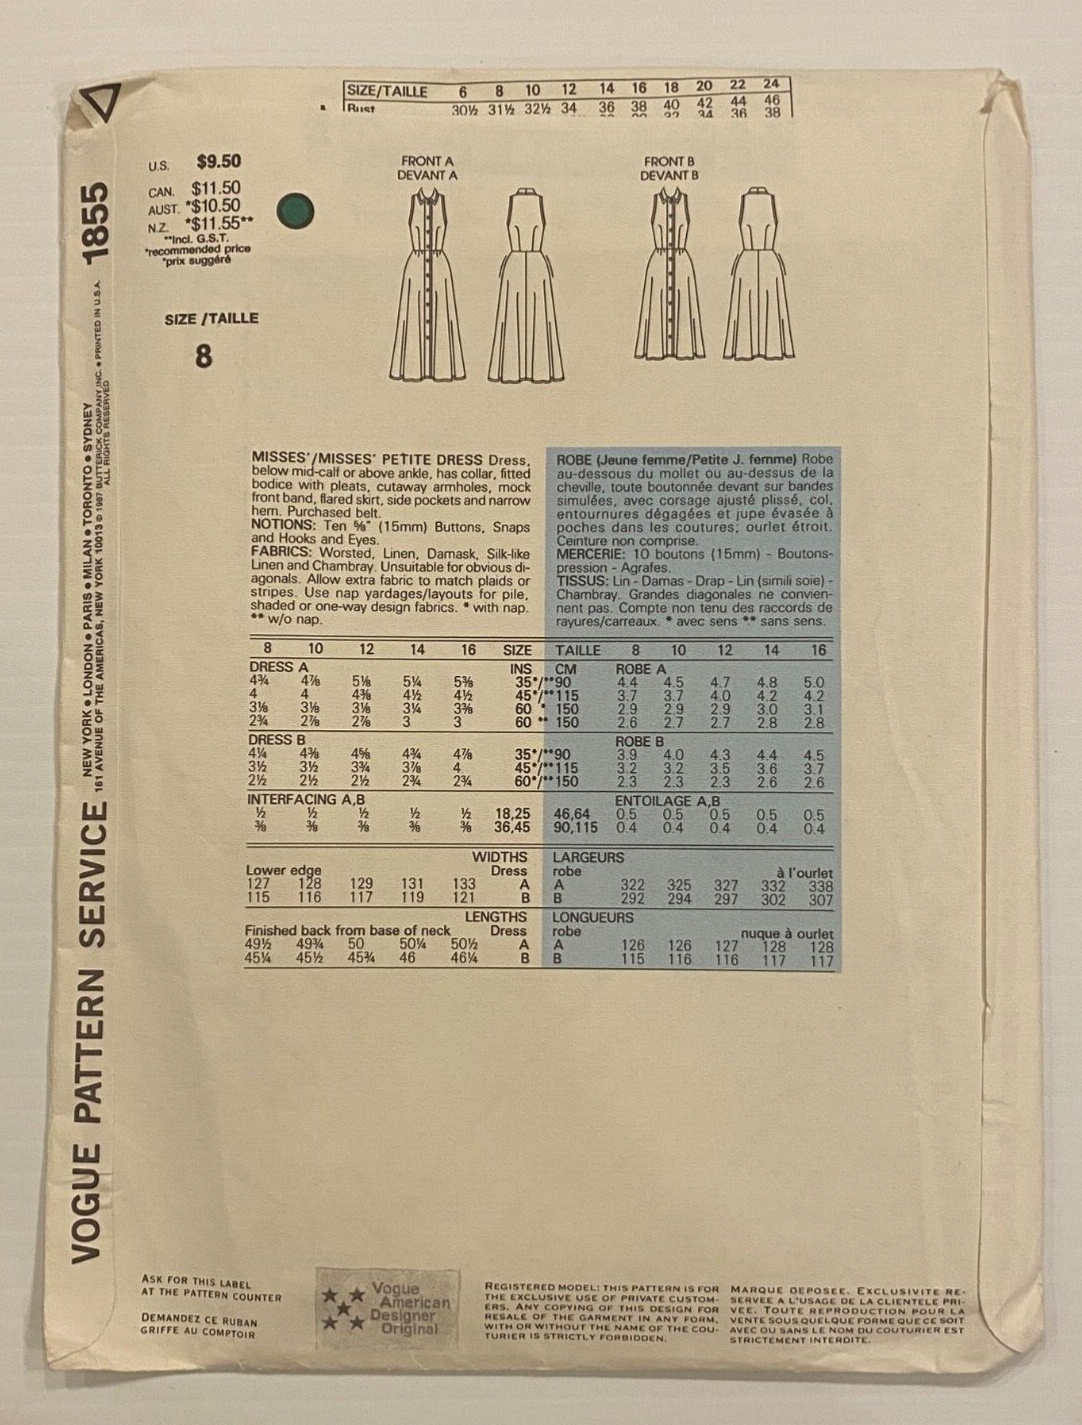 SIZE/TAILLE 6 8 10 12 14 16 18 20 22 24
Bust 30½ 31½ 32½ 34 36 38 40 42 44 46
U.S. $9.50
CAN. $11.50
AUST. *$10.50
N.Z. *$11.55**
**Incl. G.S.T.
*recommended price
*prix suggéré
SIZE /TAILLE
8
FRONT A
DEVANT A
FRONT B
DEVANT B
VOGUE PATTERN SERVICE
NEW YORK • LONDON • PARIS • MILAN • TORONTO • SYDNEY
161 AVENUE OF THE AMERICAS, NEW YORK 10013 © 1987 BUTTERICK COMPANY, INC. • PRINTED IN U.S.A.
ALL RIGHTS RESERVED
1855
MISSES'/MISSES' PETITE DRESS Dress,
below mid-calf or above ankle, has collar, fitted
bodice with pleats, cutaway armholes, mock
front band, flared skirt, side pockets and narrow
hem. Purchased belt.
NOTIONS: Ten ⅝" (15mm) Buttons, Snaps
and Hooks and Eyes.
FABRICS: Worsted, Linen, Damask, Silk-like
Linen and Chambray. Unsuitable for obvious di-
agonals. Allow extra fabric to match plaids or
stripes. Use nap yardages/layouts for pile,
shaded or one-way design fabrics. * with nap.
** w/o nap.
ROBE (Jeune femme/Petite J. femme) Robe
au-dessous du mollet ou au-dessus de la
cheville, toute boutonnée devant sur bandes
simulées, avec corsage ajusté plissé, col,
entournures dégagées et jupe évasée à
poches dans les coutures; ourlet étroit.
Ceinture non comprise.
MERCERIE: 10 boutons (15mm) - Boutons-
pression - Agrafes.
TISSUS: Lin - Damas - Drap - Lin (simili soie) -
Chambray. Grandes diagonales ne convien-
nent pas. Compte non tenu des raccords de
rayures/carreaux. * avec sens ** sans sens.
8 10 12 14 16 SIZE TAILLE 8 10 12 14 16
DRESS A INS CM ROBE A
4¾ 4⅞ 5⅛ 5¼ 5⅜ 35*/**90 4.4 4.5 4.7 4.8 5.0
4 4 4⅜ 4½ 4½ 45*/**115 3.7 3.7 4.0 4.2 4.2
3⅛ 3⅛ 3⅛ 3¼ 3⅜ 60 * 150 2.9 2.9 2.9 3.0 3.1
2¾ 2⅞ 2⅞ 3 3 60 ** 150 2.6 2.7 2.7 2.8 2.8
DRESS B ROBE B
4¼ 4⅜ 4⅝ 4¾ 4⅞ 35*/**90 3.9 4.0 4.3 4.4 4.5
3½ 3½ 3¾ 3⅞ 4 45*/**115 3.2 3.2 3.5 3.6 3.7
2½ 2½ 2½ 2¾ 2¾ 60*/**150 2.3 2.3 2.3 2.6 2.6
INTERFACING A,B ENTOILAGE A,B
½ ½ ½ ½ ½ 18,25 46,64 0.5 0.5 0.5 0.5 0.5
⅜ ⅜ ⅜ ⅜ ⅜ 36,45 90,115 0.4 0.4 0.4 0.4 0.4
WIDTHS LARGEURS
Lower edge Dress robe à l'ourlet
127 128 129 131 133 A A 322 325 327 332 338
115 116 117 119 121 B B 292 294 297 302 307
LENGTHS LONGUEURS
Finished back from base of neck Dress robe nuque à ourlet
49½ 49¾ 50 50¼ 50½ A A 126 126 127 128 128
45¼ 45½ 45¾ 46 46¼ B B 115 116 116 117 117
ASK FOR THIS LABEL
AT THE PATTERN COUNTER
DEMANDEZ CE RUBAN
GRIFFE AU COMPTOIR
Vogue
American
Designer
Original
REGISTERED MODEL: THIS PATTERN IS FOR
THE EXCLUSIVE USE OF PRIVATE CUSTOM-
ERS. ANY COPYING OF THIS DESIGN FOR
RESALE OF THE GARMENT IN ANY FORM,
WITH OR WITHOUT THE NAME OF THE COU-
TURIER IS STRICTLY FORBIDDEN.
MARQUE DEPOSEE. EXCLUSIVITE RE-
SERVEE A L'USAGE DE LA CLIENTELE PRI-
VEE. TOUTE REPRODUCTION POUR LA
VENTE SOUS QUELQUE FORME QUE CE SOIT
AVEC OU SANS LE NOM DU COUTURIER EST
STRICTEMENT INTERDITE.